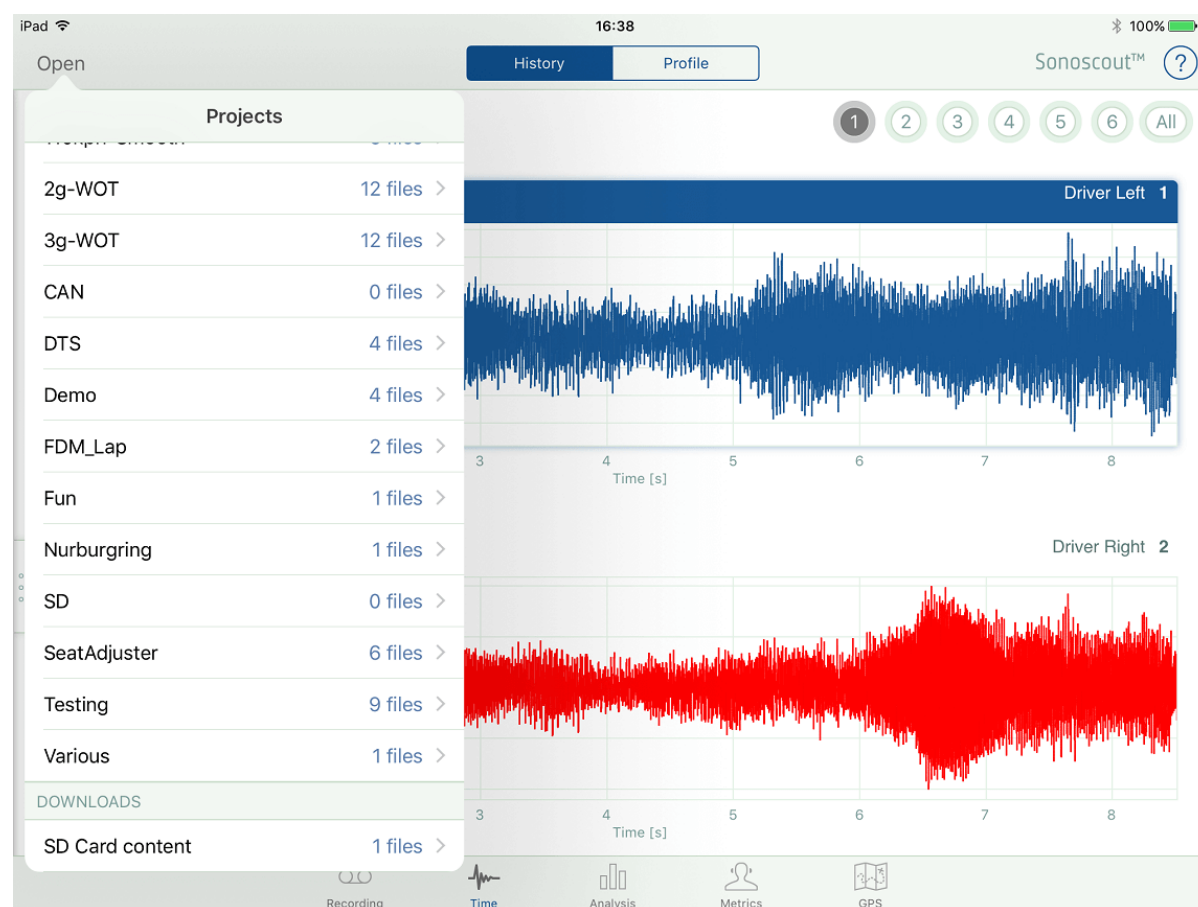 iPad 16:38 100%
Open History Profile Sonoscout™ ?
Projects
1 2 3 4 5 6 All
2g-WOT 12 files
3g-WOT 12 files
CAN 0 files
DTS 4 files
Demo 4 files
FDM_Lap 2 files
Fun 1 files
Nurburgring 1 files
SD 0 files
SeatAdjuster 6 files
Testing 9 files
Various 1 files
DOWNLOADS
SD Card content 1 files
Driver Left 1
3 4 5 6 7 8
Time [s]
Driver Right 2
3 4 5 6 7 8
Time [s]
Recording Time Analysis Metrics GPS